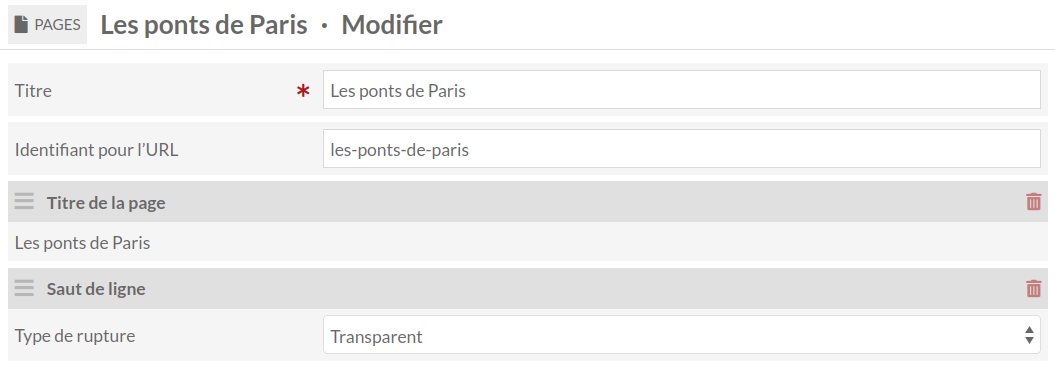 PAGES Les ponts de Paris · Modifier
Titre * Les ponts de Paris
Identifiant pour l’URL les-ponts-de-paris
Titre de la page
Les ponts de Paris
Saut de ligne
Type de rupture Transparent